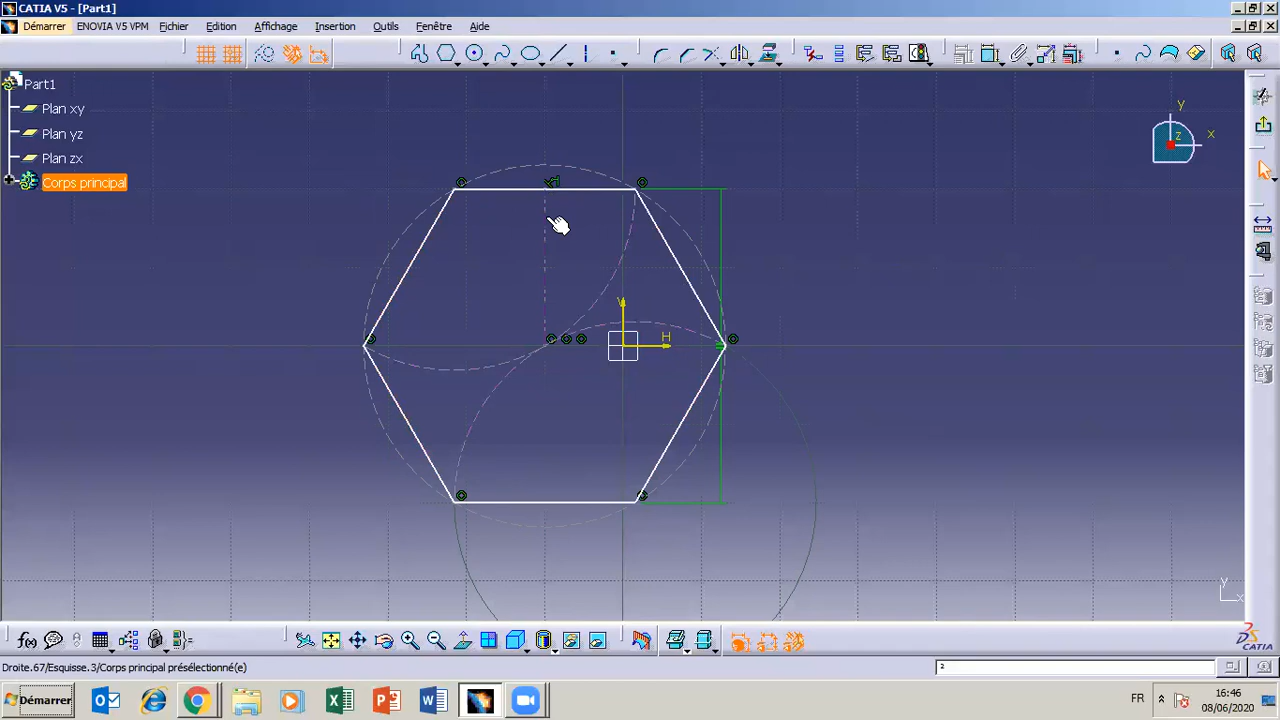 CATIA V5 - [Part1]
Démarrer
ENOVIA V5 VPM
Fichier
Edition
Affichage
Insertion
Outils
Fenêtre
Aide
Part1
Plan xy
Plan yz
Plan zx
Corps principal
y
x
z
V
H
y
x
f(x)
CATIA
Droite.67/Esquisse.3/Corps principal présélectionné(e)
²
Démarrer
FR
16:46
08/06/2020